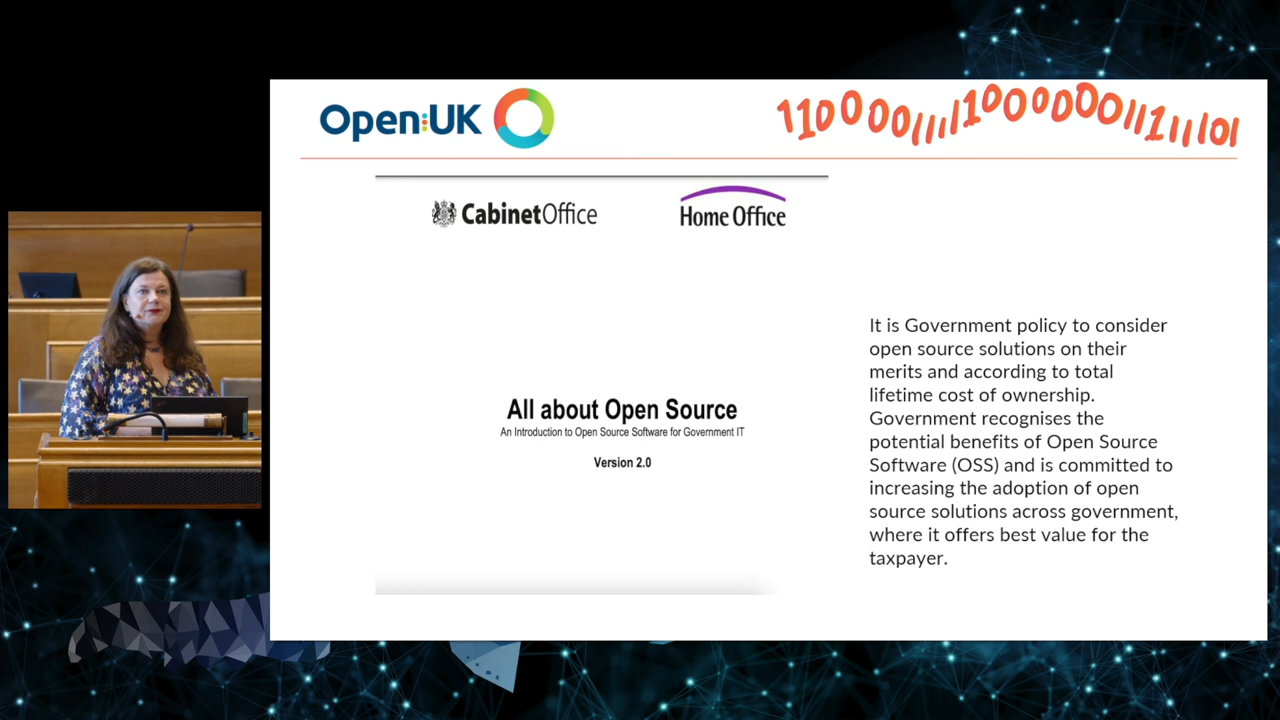 Open:UK
110000111110000000111111101
CabinetOffice
Home Office
All about Open Source
An Introduction to Open Source Software for Government IT
Version 2.0
It is Government policy to consider
open source solutions on their
merits and according to total
lifetime cost of ownership.
Government recognises the
potential benefits of Open Source
Software (OSS) and is committed to
increasing the adoption of open
source solutions across government,
where it offers best value for the
taxpayer.